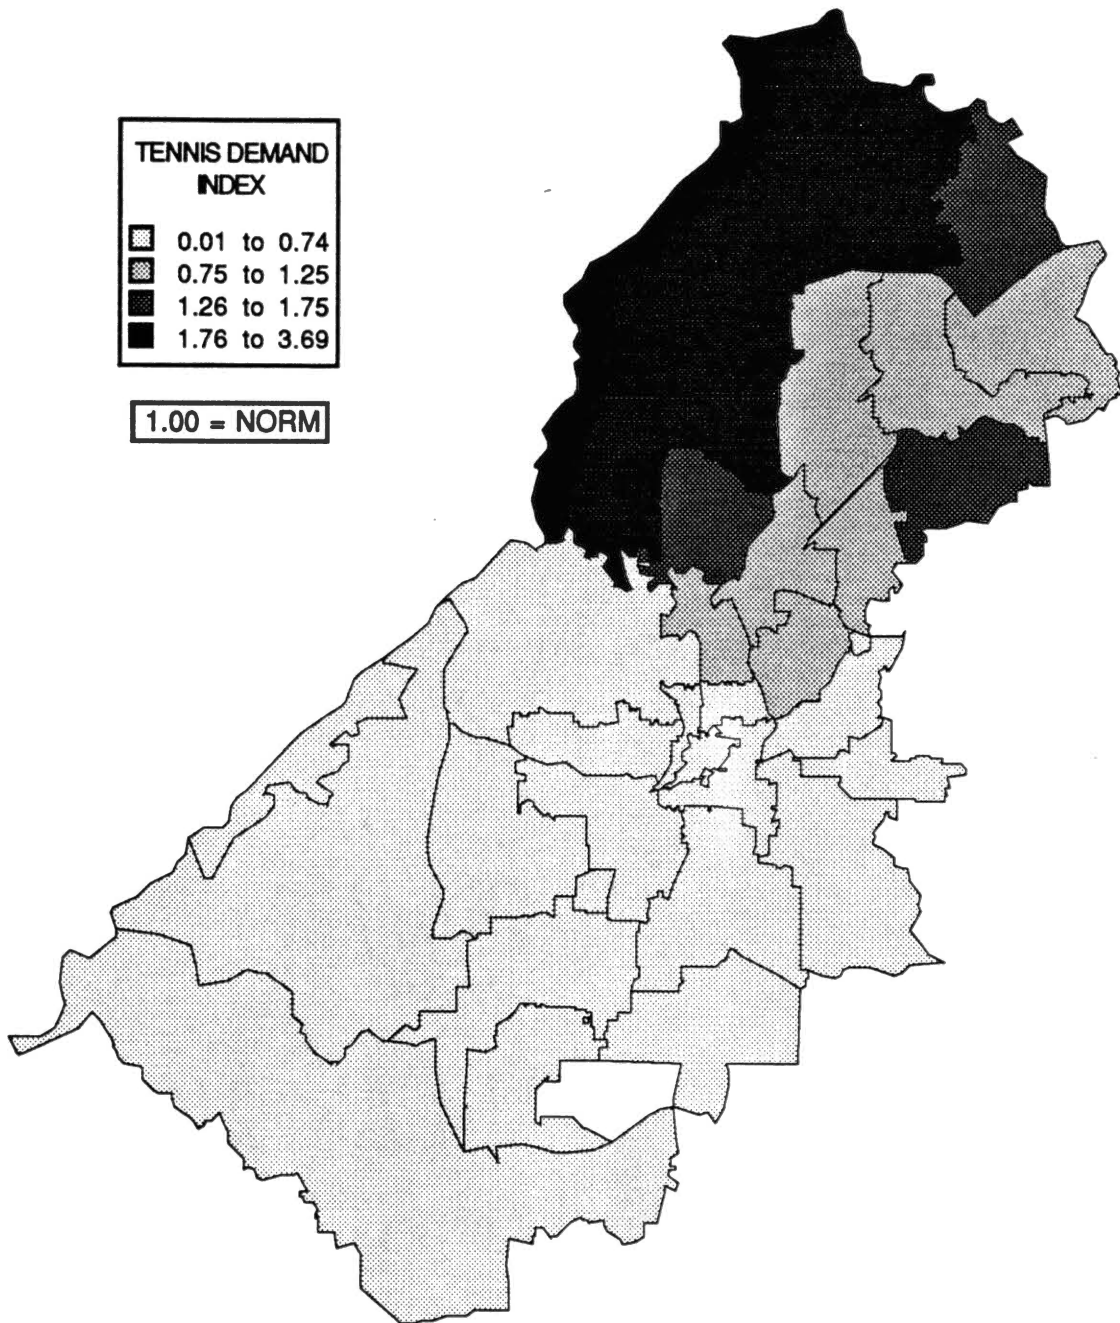 TENNIS DEMAND
INDEX
0.01 to 0.74
0.75 to 1.25
1.26 to 1.75
1.76 to 3.69
1.00 = NORM